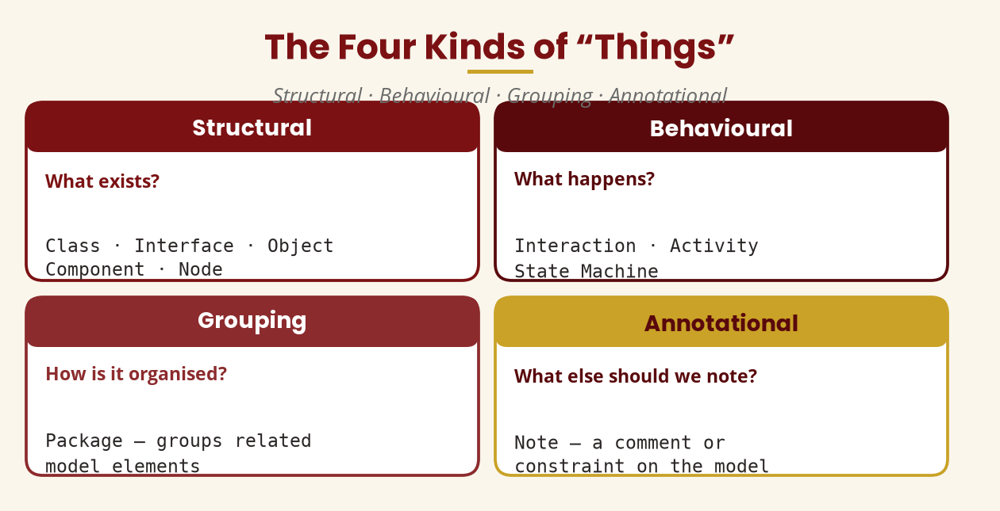 The Four Kinds of “Things”
Structural · Behavioural · Grouping · Annotational
Structural
What exists?
Class · Interface · Object
Component · Node
Behavioural
What happens?
Interaction · Activity
State Machine
Grouping
How is it organised?
Package — groups related
model elements
Annotational
What else should we note?
Note — a comment or
constraint on the model